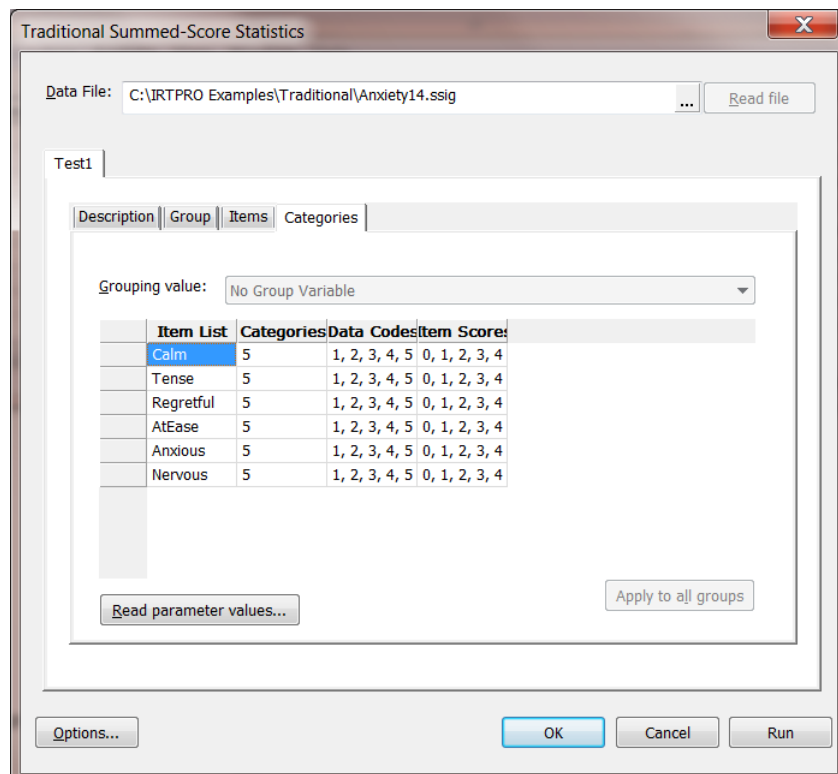 Traditional Summed-Score Statistics
X
Data File: C:\IRTPRO Examples\Traditional\Anxiety14.ssig ... Read file
Test1
Description Group Items Categories
Grouping value: No Group Variable
Item List Categories Data Codes Item Scores
Calm 5 1, 2, 3, 4, 5 0, 1, 2, 3, 4
Tense 5 1, 2, 3, 4, 5 0, 1, 2, 3, 4
Regretful 5 1, 2, 3, 4, 5 0, 1, 2, 3, 4
AtEase 5 1, 2, 3, 4, 5 0, 1, 2, 3, 4
Anxious 5 1, 2, 3, 4, 5 0, 1, 2, 3, 4
Nervous 5 1, 2, 3, 4, 5 0, 1, 2, 3, 4
Apply to all groups
Read parameter values...
Options... OK Cancel Run